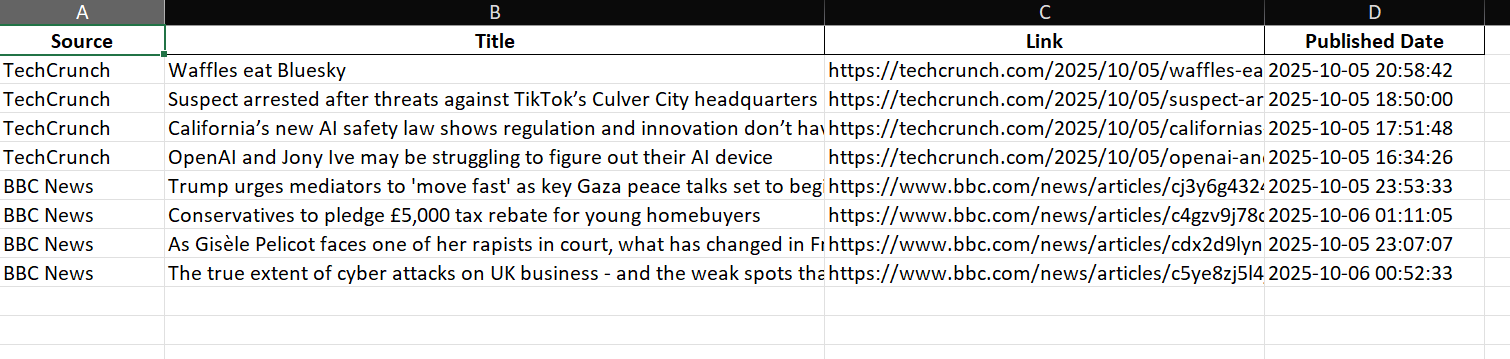 A B C D
Source Title Link Published Date
TechCrunch Waffles eat Bluesky https://techcrunch.com/2025/10/05/waffles-ea 2025-10-05 20:58:42
TechCrunch Suspect arrested after threats against TikTok’s Culver City headquarters https://techcrunch.com/2025/10/05/suspect-ar 2025-10-05 18:50:00
TechCrunch California’s new AI safety law shows regulation and innovation don’t hav https://techcrunch.com/2025/10/05/californias 2025-10-05 17:51:48
TechCrunch OpenAI and Jony Ive may be struggling to figure out their AI device https://techcrunch.com/2025/10/05/openai-and 2025-10-05 16:34:26
BBC News Trump urges mediators to 'move fast' as key Gaza peace talks set to begi https://www.bbc.com/news/articles/cj3y6g4324 2025-10-05 23:53:33
BBC News Conservatives to pledge £5,000 tax rebate for young homebuyers https://www.bbc.com/news/articles/c4gzv9j78d 2025-10-06 01:11:05
BBC News As Gisèle Pelicot faces one of her rapists in court, what has changed in Fr https://www.bbc.com/news/articles/cdx2d9lyn 2025-10-05 23:07:07
BBC News The true extent of cyber attacks on UK business - and the weak spots tha https://www.bbc.com/news/articles/c5ye8zj5l4 2025-10-06 00:52:33